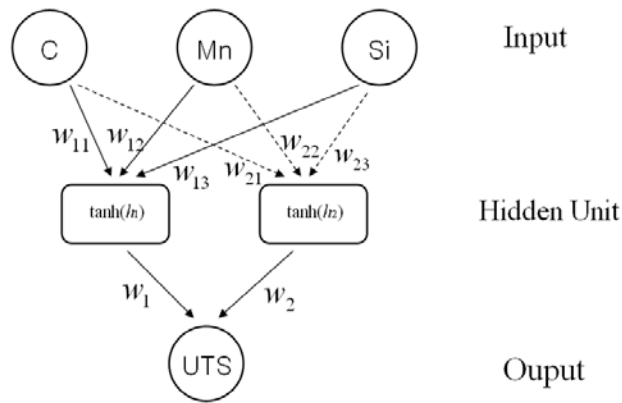 C Mn Si Input
w11 w12 w13 w21 w22 w23
tanh(h1) tanh(h2) Hidden Unit
w1 w2
UTS Ouput